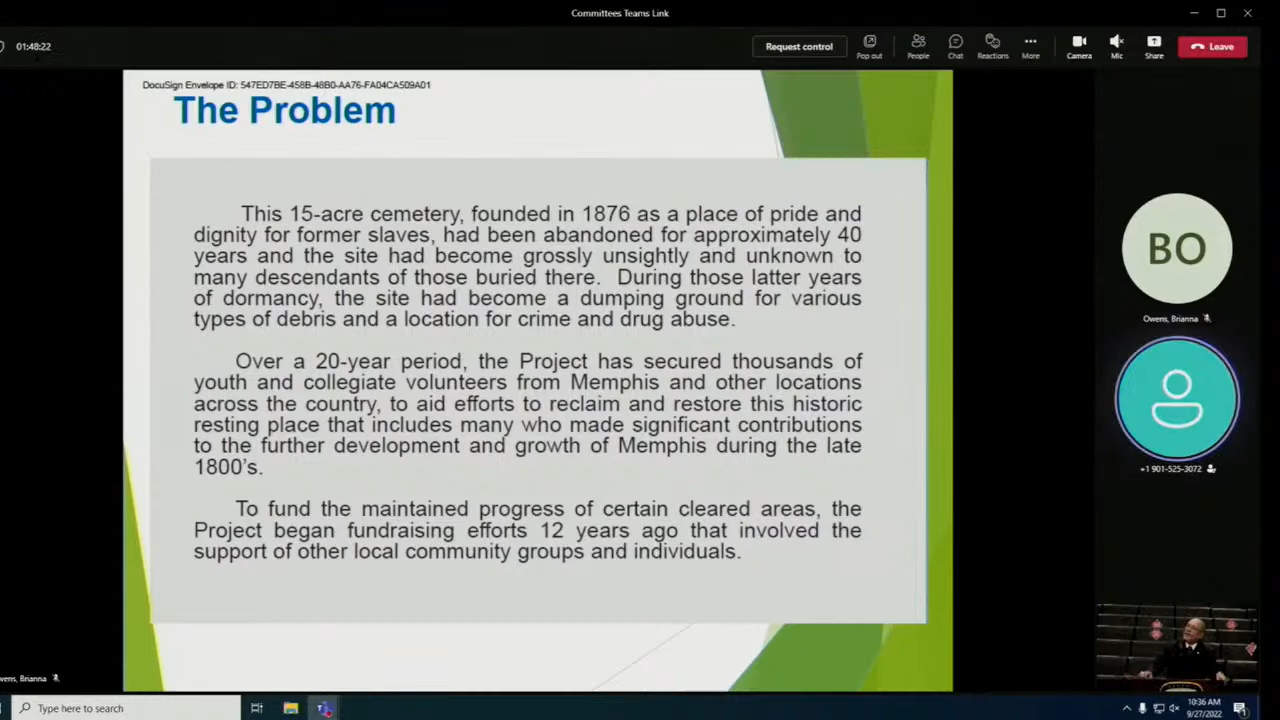 Committees Teams Link
01:48:22
Request control
Pop out
People
Chat
Reactions
More
Camera
Mic
Share
Leave
DocuSign Envelope ID: 547ED7BE-458B-48B0-AA76-FA04CA509A01
The Problem
This 15-acre cemetery, founded in 1876 as a place of pride and
dignity for former slaves, had been abandoned for approximately 40
years and the site had become grossly unsightly and unknown to
many descendants of those buried there. During those latter years
of dormancy, the site had become a dumping ground for various
types of debris and a location for crime and drug abuse.
Over a 20-year period, the Project has secured thousands of
youth and collegiate volunteers from Memphis and other locations
across the country, to aid efforts to reclaim and restore this historic
resting place that includes many who made significant contributions
to the further development and growth of Memphis during the late
1800's.
To fund the maintained progress of certain cleared areas, the
Project began fundraising efforts 12 years ago that involved the
support of other local community groups and individuals.
BO
Owens, Brianna
+1 901-525-3072
wens, Brianna
Type here to search
10:36 AM
9/27/2022